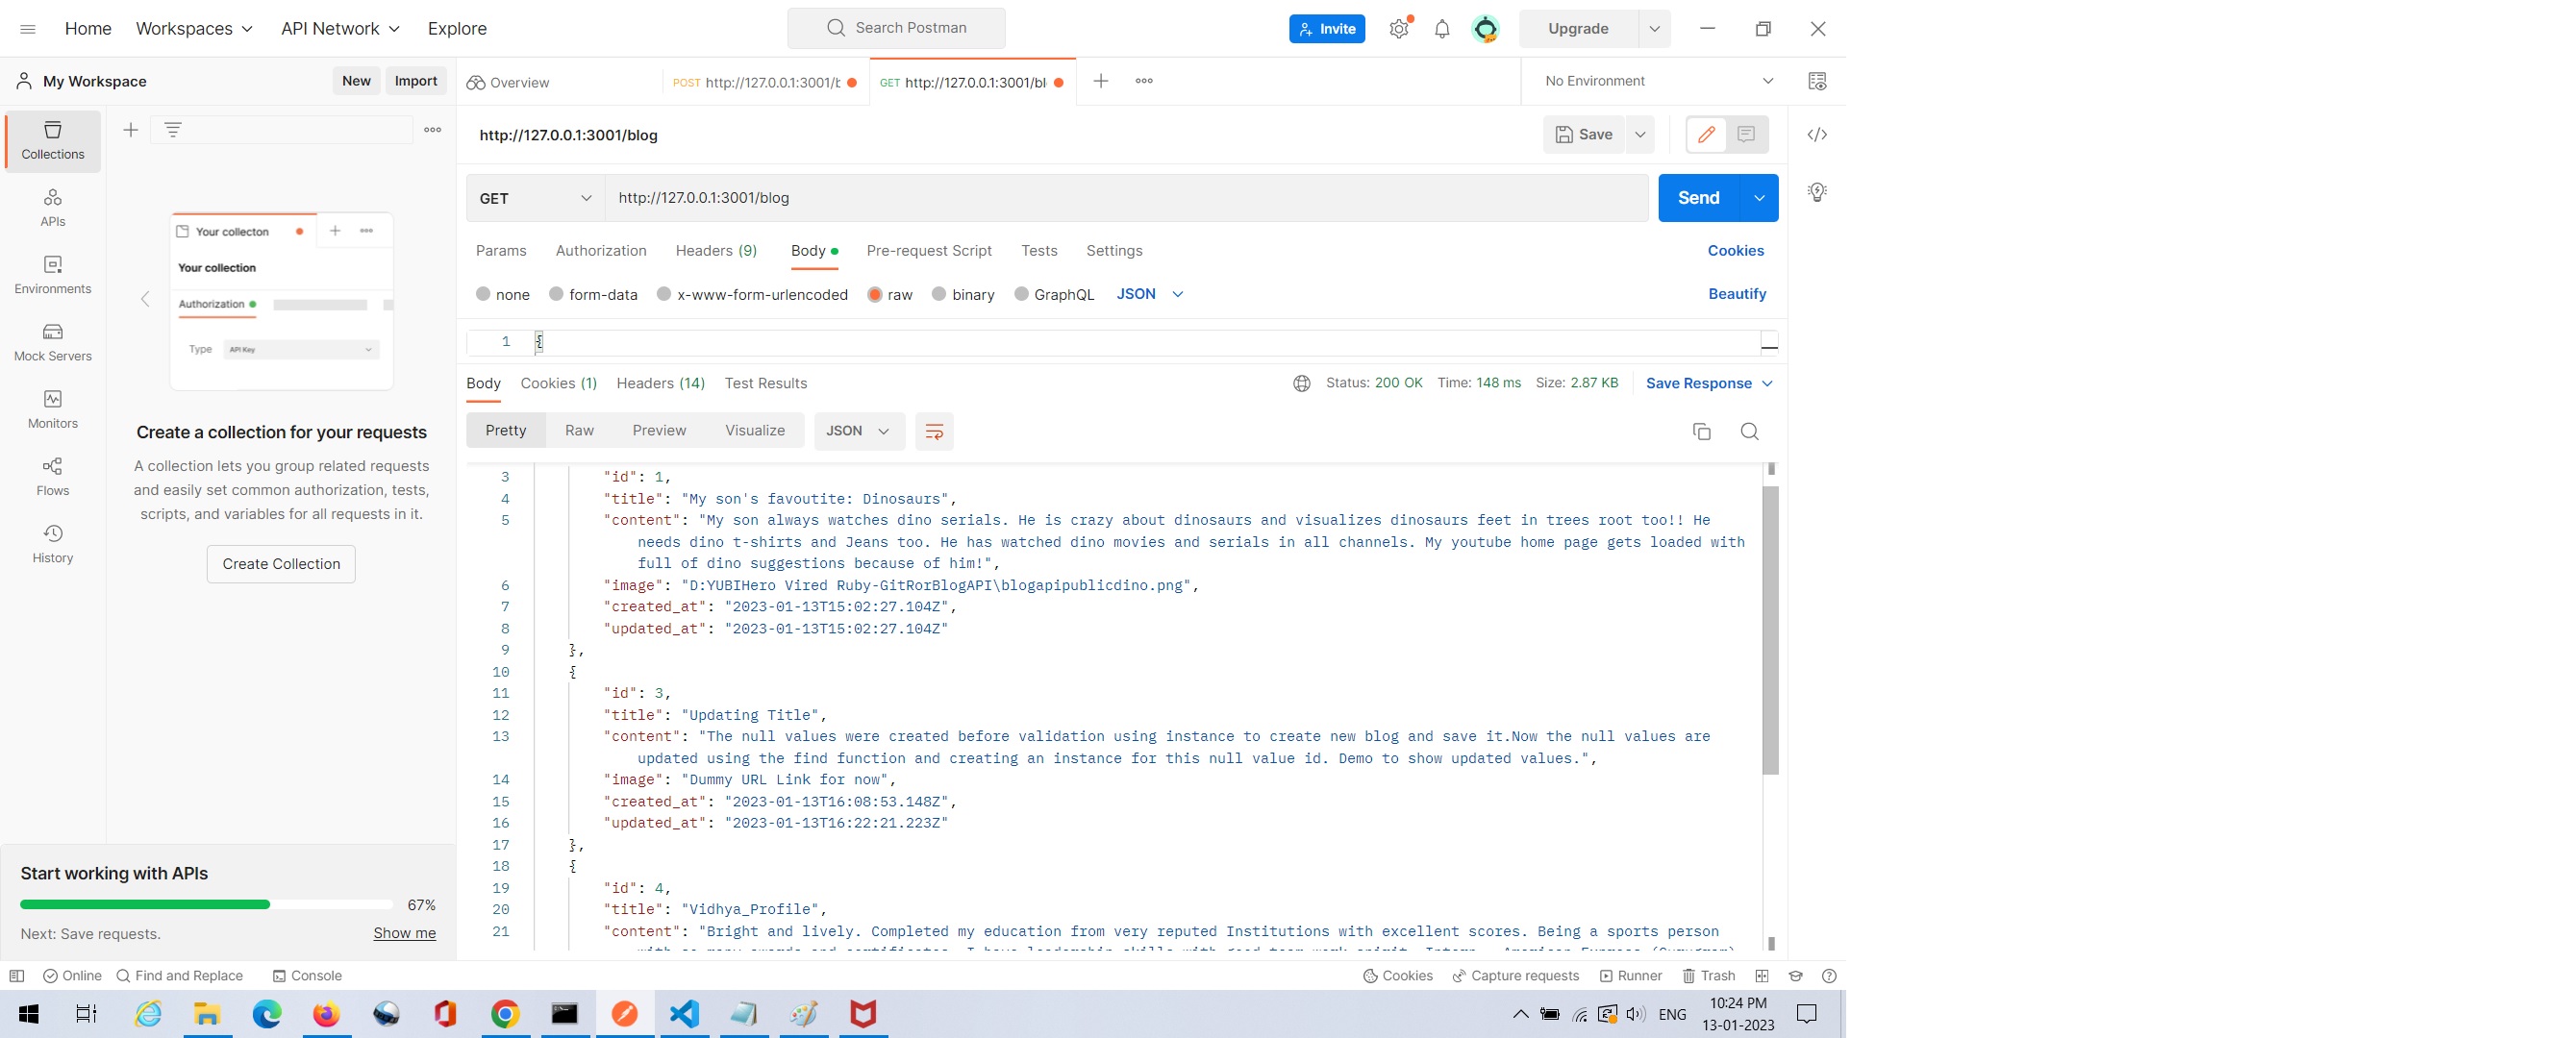 Home Workspaces API Network Explore Search Postman Invite Upgrade
My Workspace New Import Overview POST http://127.0.0.1:3001/b GET http://127.0.0.1:3001/bl No Environment
Collections
http://127.0.0.1:3001/blog Save
APIs
GET http://127.0.0.1:3001/blog Send
Your collecton
Params Authorization Headers (9) Body Pre-request Script Tests Settings Cookies
Your collection
Environments
none form-data x-www-form-urlencoded raw binary GraphQL JSON Beautify
Authorization
Mock Servers
Type API Key
1 {
Body Cookies (1) Headers (14) Test Results Status: 200 OK Time: 148 ms Size: 2.87 KB Save Response
Monitors
Create a collection for your requests
Pretty Raw Preview Visualize JSON
A collection lets you group related requests
and easily set common authorization, tests,
scripts, and variables for all requests in it.
Flows
History
Create Collection
3 "id": 1,
4 "title": "My son's favoutite: Dinosaurs",
5 "content": "My son always watches dino serials. He is crazy about dinosaurs and visualizes dinosaurs feet in trees root too!! He
needs dino t-shirts and Jeans too. He has watched dino movies and serials in all channels. My youtube home page gets loaded with
full of dino suggestions because of him!",
6 "image": "D:YUBIHero Vired Ruby-GitRorBlogAPI\blogapipublicdino.png",
7 "created_at": "2023-01-13T15:02:27.104Z",
8 "updated_at": "2023-01-13T15:02:27.104Z"
9 },
10 {
11 "id": 3,
12 "title": "Updating Title",
13 "content": "The null values were created before validation using instance to create new blog and save it.Now the null values are
updated using the find function and creating an instance for this null value id. Demo to show updated values.",
14 "image": "Dummy URL Link for now",
15 "created_at": "2023-01-13T16:08:53.148Z",
16 "updated_at": "2023-01-13T16:22:21.223Z"
17 },
18 {
19 "id": 4,
20 "title": "Vidhya_Profile",
21 "content": "Bright and lively. Completed my education from very reputed Institutions with excellent scores. Being a sports person
Start working with APIs
67%
Next: Save requests. Show me
Online Find and Replace Console Cookies Capture requests Runner Trash
ENG 10:24 PM
13-01-2023